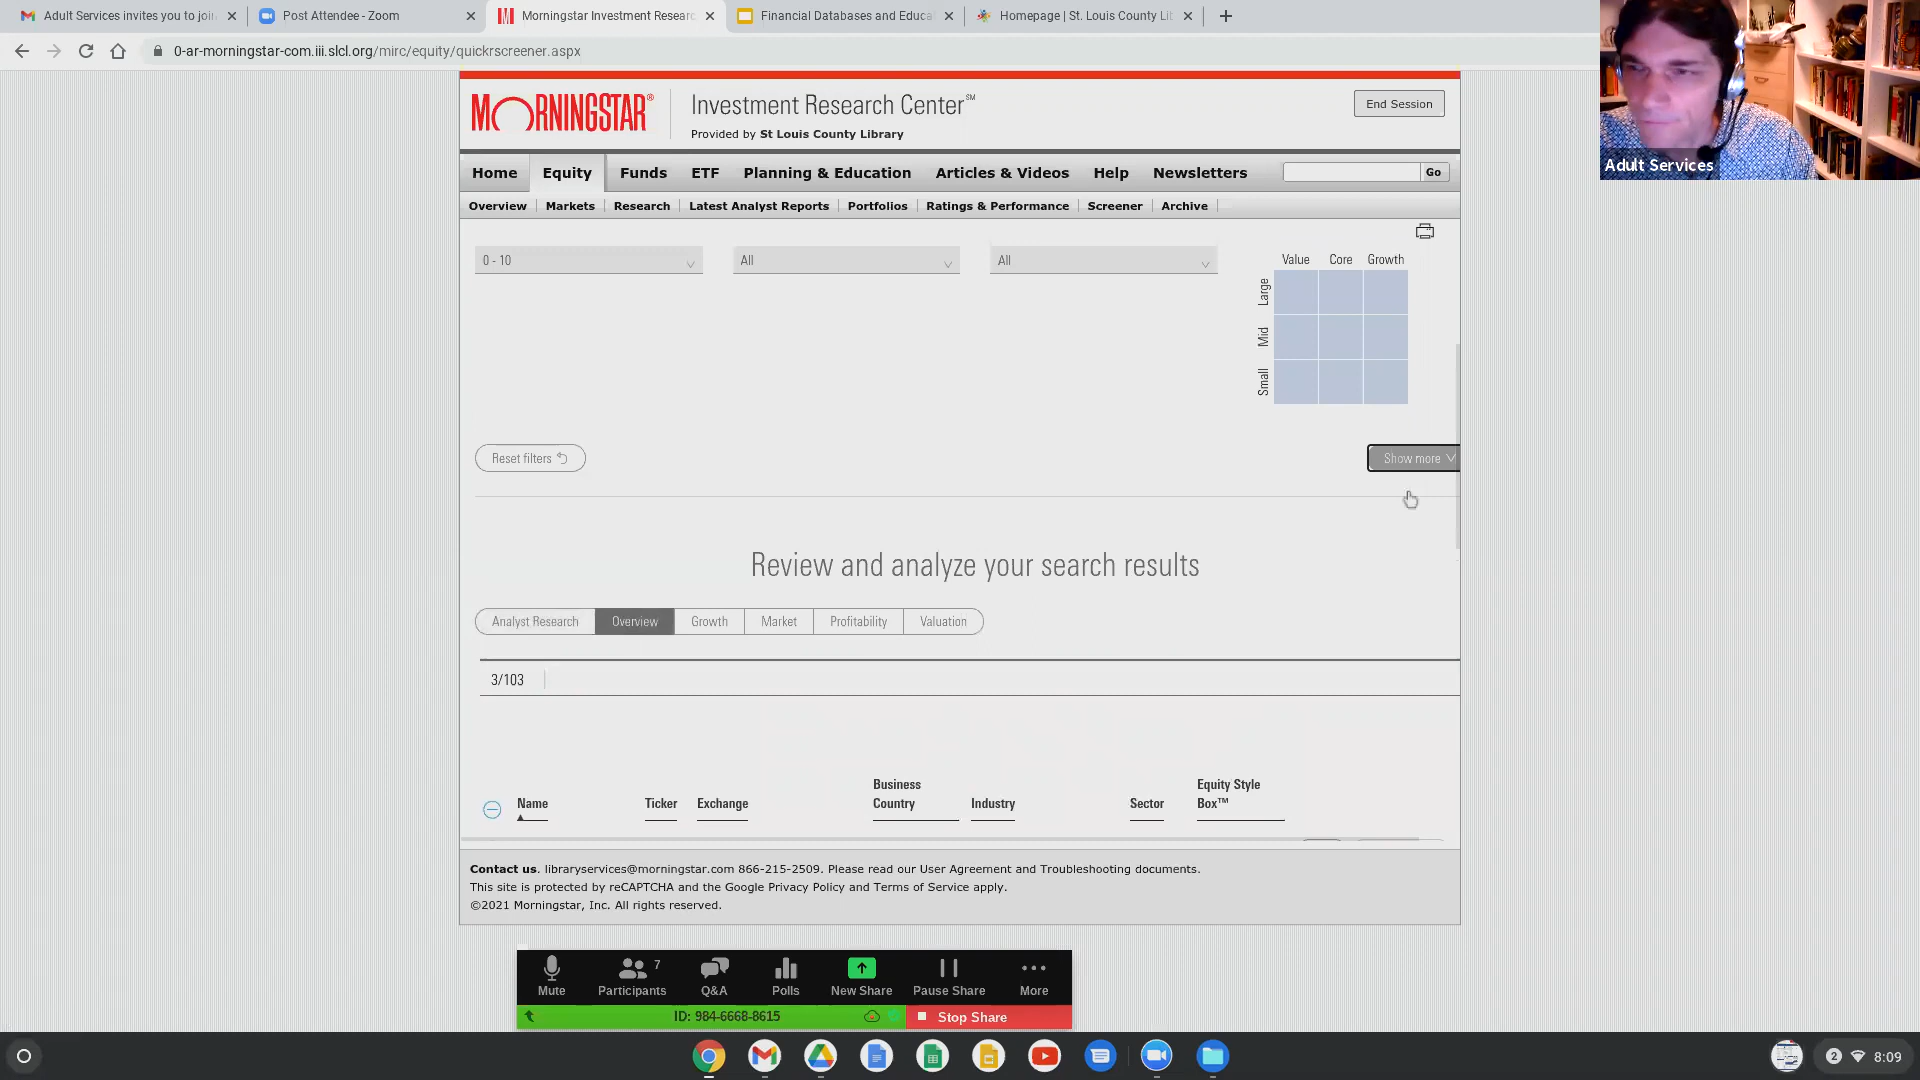 Adult Services invites you to joi
Post Attendee - Zoom
Morningstar Investment Researc
Financial Databases and Educa
Homepage | St. Louis County Li
0-ar-morningstar-com.iii.slcl.org/mirc/equity/quickrscreener.aspx
Adult Services
MORNINGSTAR®
Investment Research Center℠
Provided by St Louis County Library
End Session
Home Equity Funds ETF Planning & Education Articles & Videos Help Newsletters Go
Overview Markets Research Latest Analyst Reports Portfolios Ratings & Performance Screener Archive
0 - 10 All All
Value Core Growth
Large
Mid
Small
Reset filters
Show more
Review and analyze your search results
Analyst Research Overview Growth Market Profitability Valuation
3/103
Name Ticker Exchange Business Country Industry Sector Equity Style Box™
Contact us. libraryservices@morningstar.com 866-215-2509. Please read our User Agreement and Troubleshooting documents.
This site is protected by reCAPTCHA and the Google Privacy Policy and Terms of Service apply.
©2021 Morningstar, Inc. All rights reserved.
7
Mute Participants Q&A Polls New Share Pause Share More
ID: 984-6668-8615 Stop Share
2 8:09